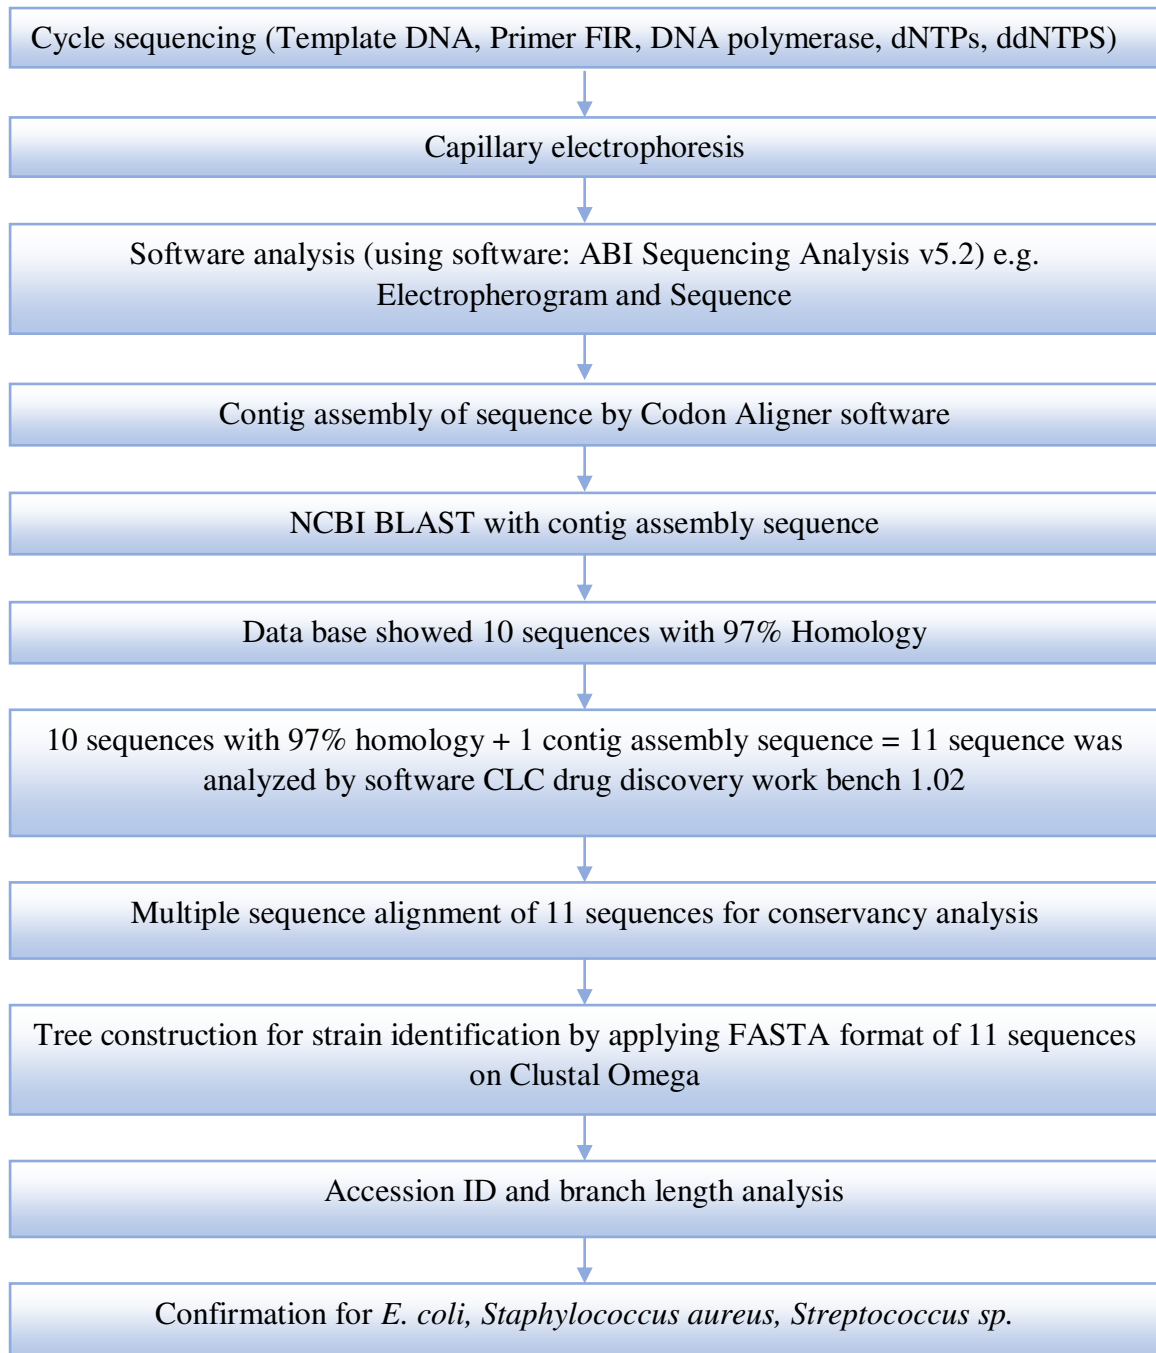 Cycle sequencing (Template DNA, Primer FIR, DNA polymerase, dNTPs, ddNTPS)
Capillary electrophoresis
Software analysis (using software: ABI Sequencing Analysis v5.2) e.g.
Electropherogram and Sequence
Contig assembly of sequence by Codon Aligner software
NCBI BLAST with contig assembly sequence
Data base showed 10 sequences with 97% Homology
10 sequences with 97% homology + 1 contig assembly sequence = 11 sequence was
analyzed by software CLC drug discovery work bench 1.02
Multiple sequence alignment of 11 sequences for conservancy analysis
Tree construction for strain identification by applying FASTA format of 11 sequences
on Clustal Omega
Accession ID and branch length analysis
Confirmation for E. coli, Staphylococcus aureus, Streptococcus sp.